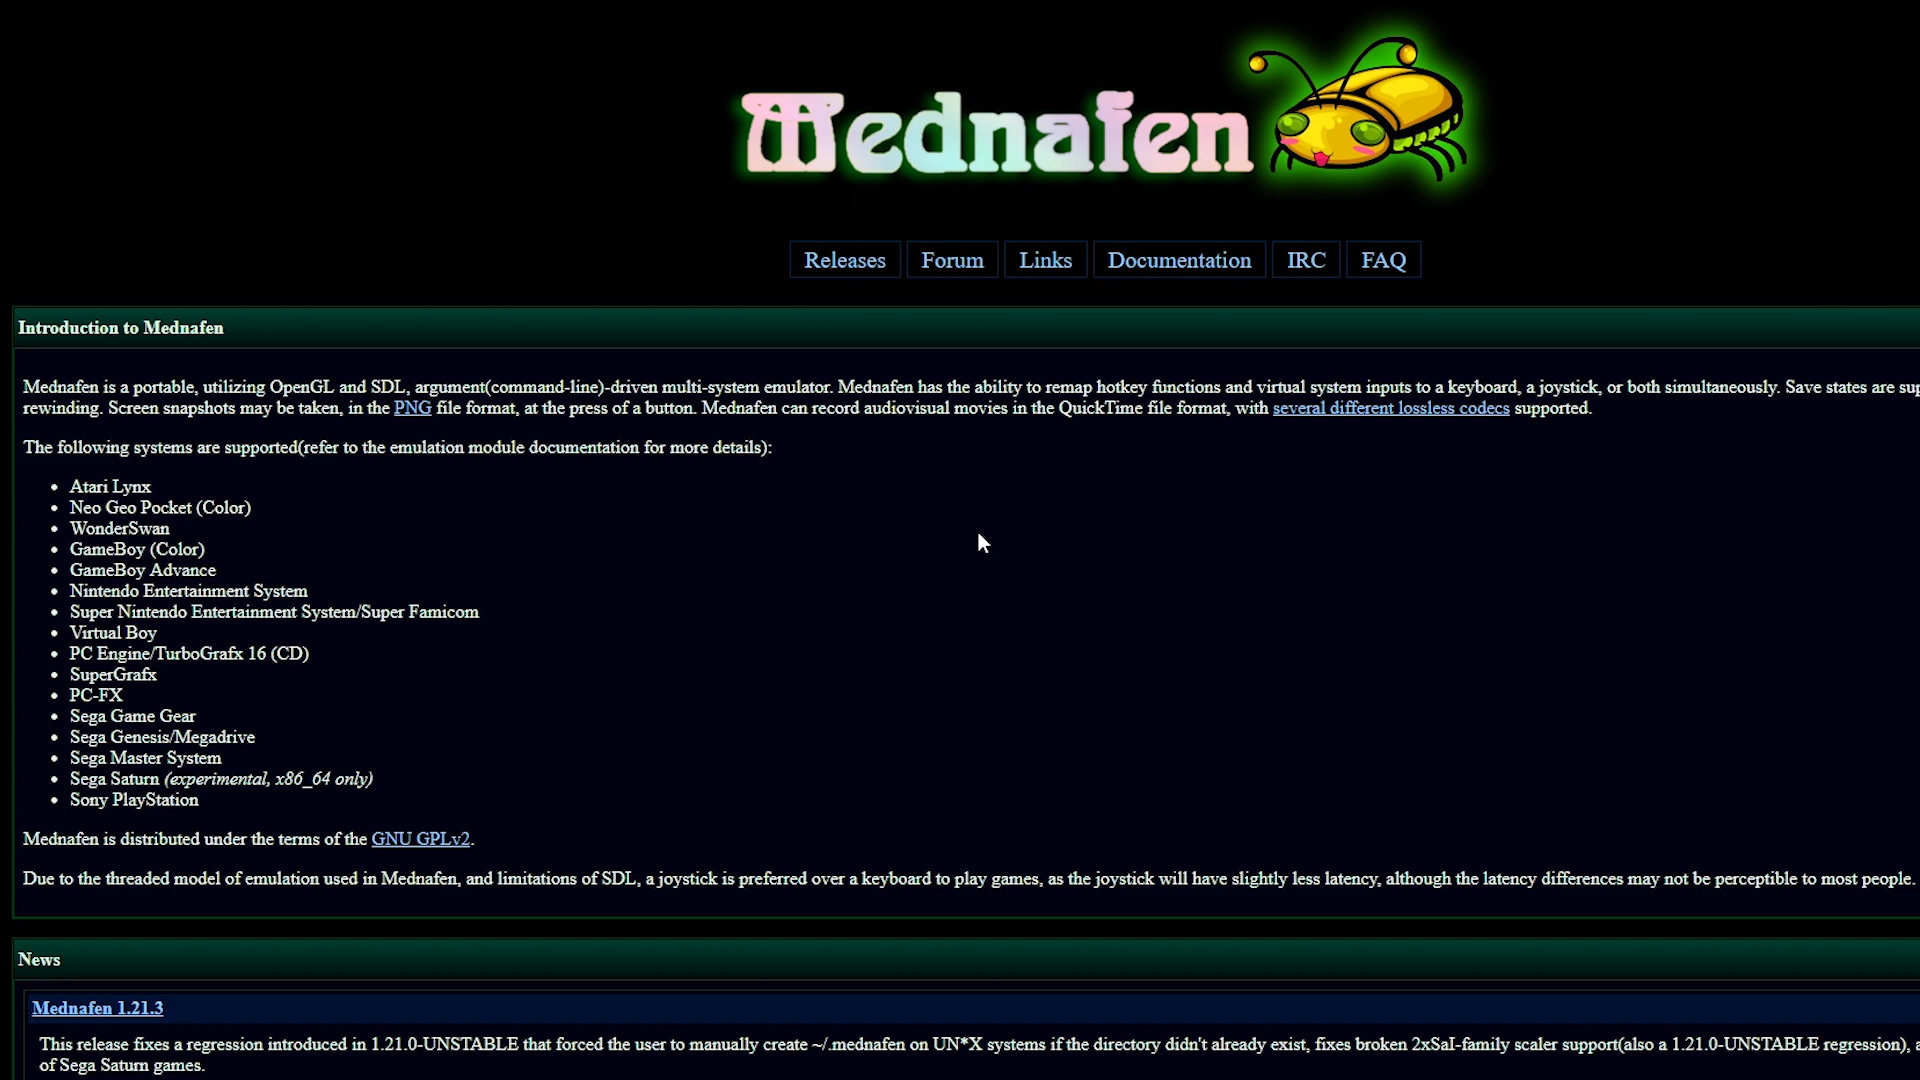 Mednafen
Releases Forum Links Documentation IRC FAQ
Introduction to Mednafen
Mednafen is a portable, utilizing OpenGL and SDL, argument(command-line)-driven multi-system emulator. Mednafen has the ability to remap hotkey functions and virtual system inputs to a keyboard, a joystick, or both simultaneously. Save states are
rewinding. Screen snapshots may be taken, in the PNG file format, at the press of a button. Mednafen can record audiovisual movies in the QuickTime file format, with several different lossless codecs supported.
The following systems are supported(refer to the emulation module documentation for more details):
• Atari Lynx
• Neo Geo Pocket (Color)
• WonderSwan
• GameBoy (Color)
• GameBoy Advance
• Nintendo Entertainment System
• Super Nintendo Entertainment System/Super Famicom
• Virtual Boy
• PC Engine/TurboGrafx 16 (CD)
• SuperGrafx
• PC-FX
• Sega Game Gear
• Sega Genesis/Megadrive
• Sega Master System
• Sega Saturn (experimental, x86_64 only)
• Sony PlayStation
Mednafen is distributed under the terms of the GNU GPLv2.
Due to the threaded model of emulation used in Mednafen, and limitations of SDL, a joystick is preferred over a keyboard to play games, as the joystick will have slightly less latency, although the latency differences may not be perceptible to most people.
News
Mednafen 1.21.3
This release fixes a regression introduced in 1.21.0-UNSTABLE that forced the user to manually create ~/.mednafen on UN*X systems if the directory didn't already exist, fixes broken 2xSaI-family scaler support(also a 1.21.0-UNSTABLE regression),
of Sega Saturn games.